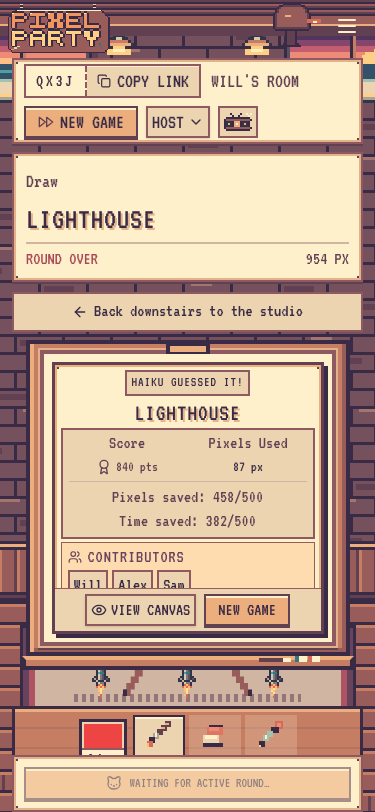 PIXEL
PARTY
QX3J COPY LINK WILL'S ROOM
NEW GAME HOST
Draw
LIGHTHOUSE
ROUND OVER 954 PX
Back downstairs to the studio
HAIKU GUESSED IT!
LIGHTHOUSE
Score Pixels Used
840 pts 87 px
Pixels saved: 458/500
Time saved: 382/500
CONTRIBUTORS
Will Alex Sam
VIEW CANVAS NEW GAME
WAITING FOR ACTIVE ROUND…